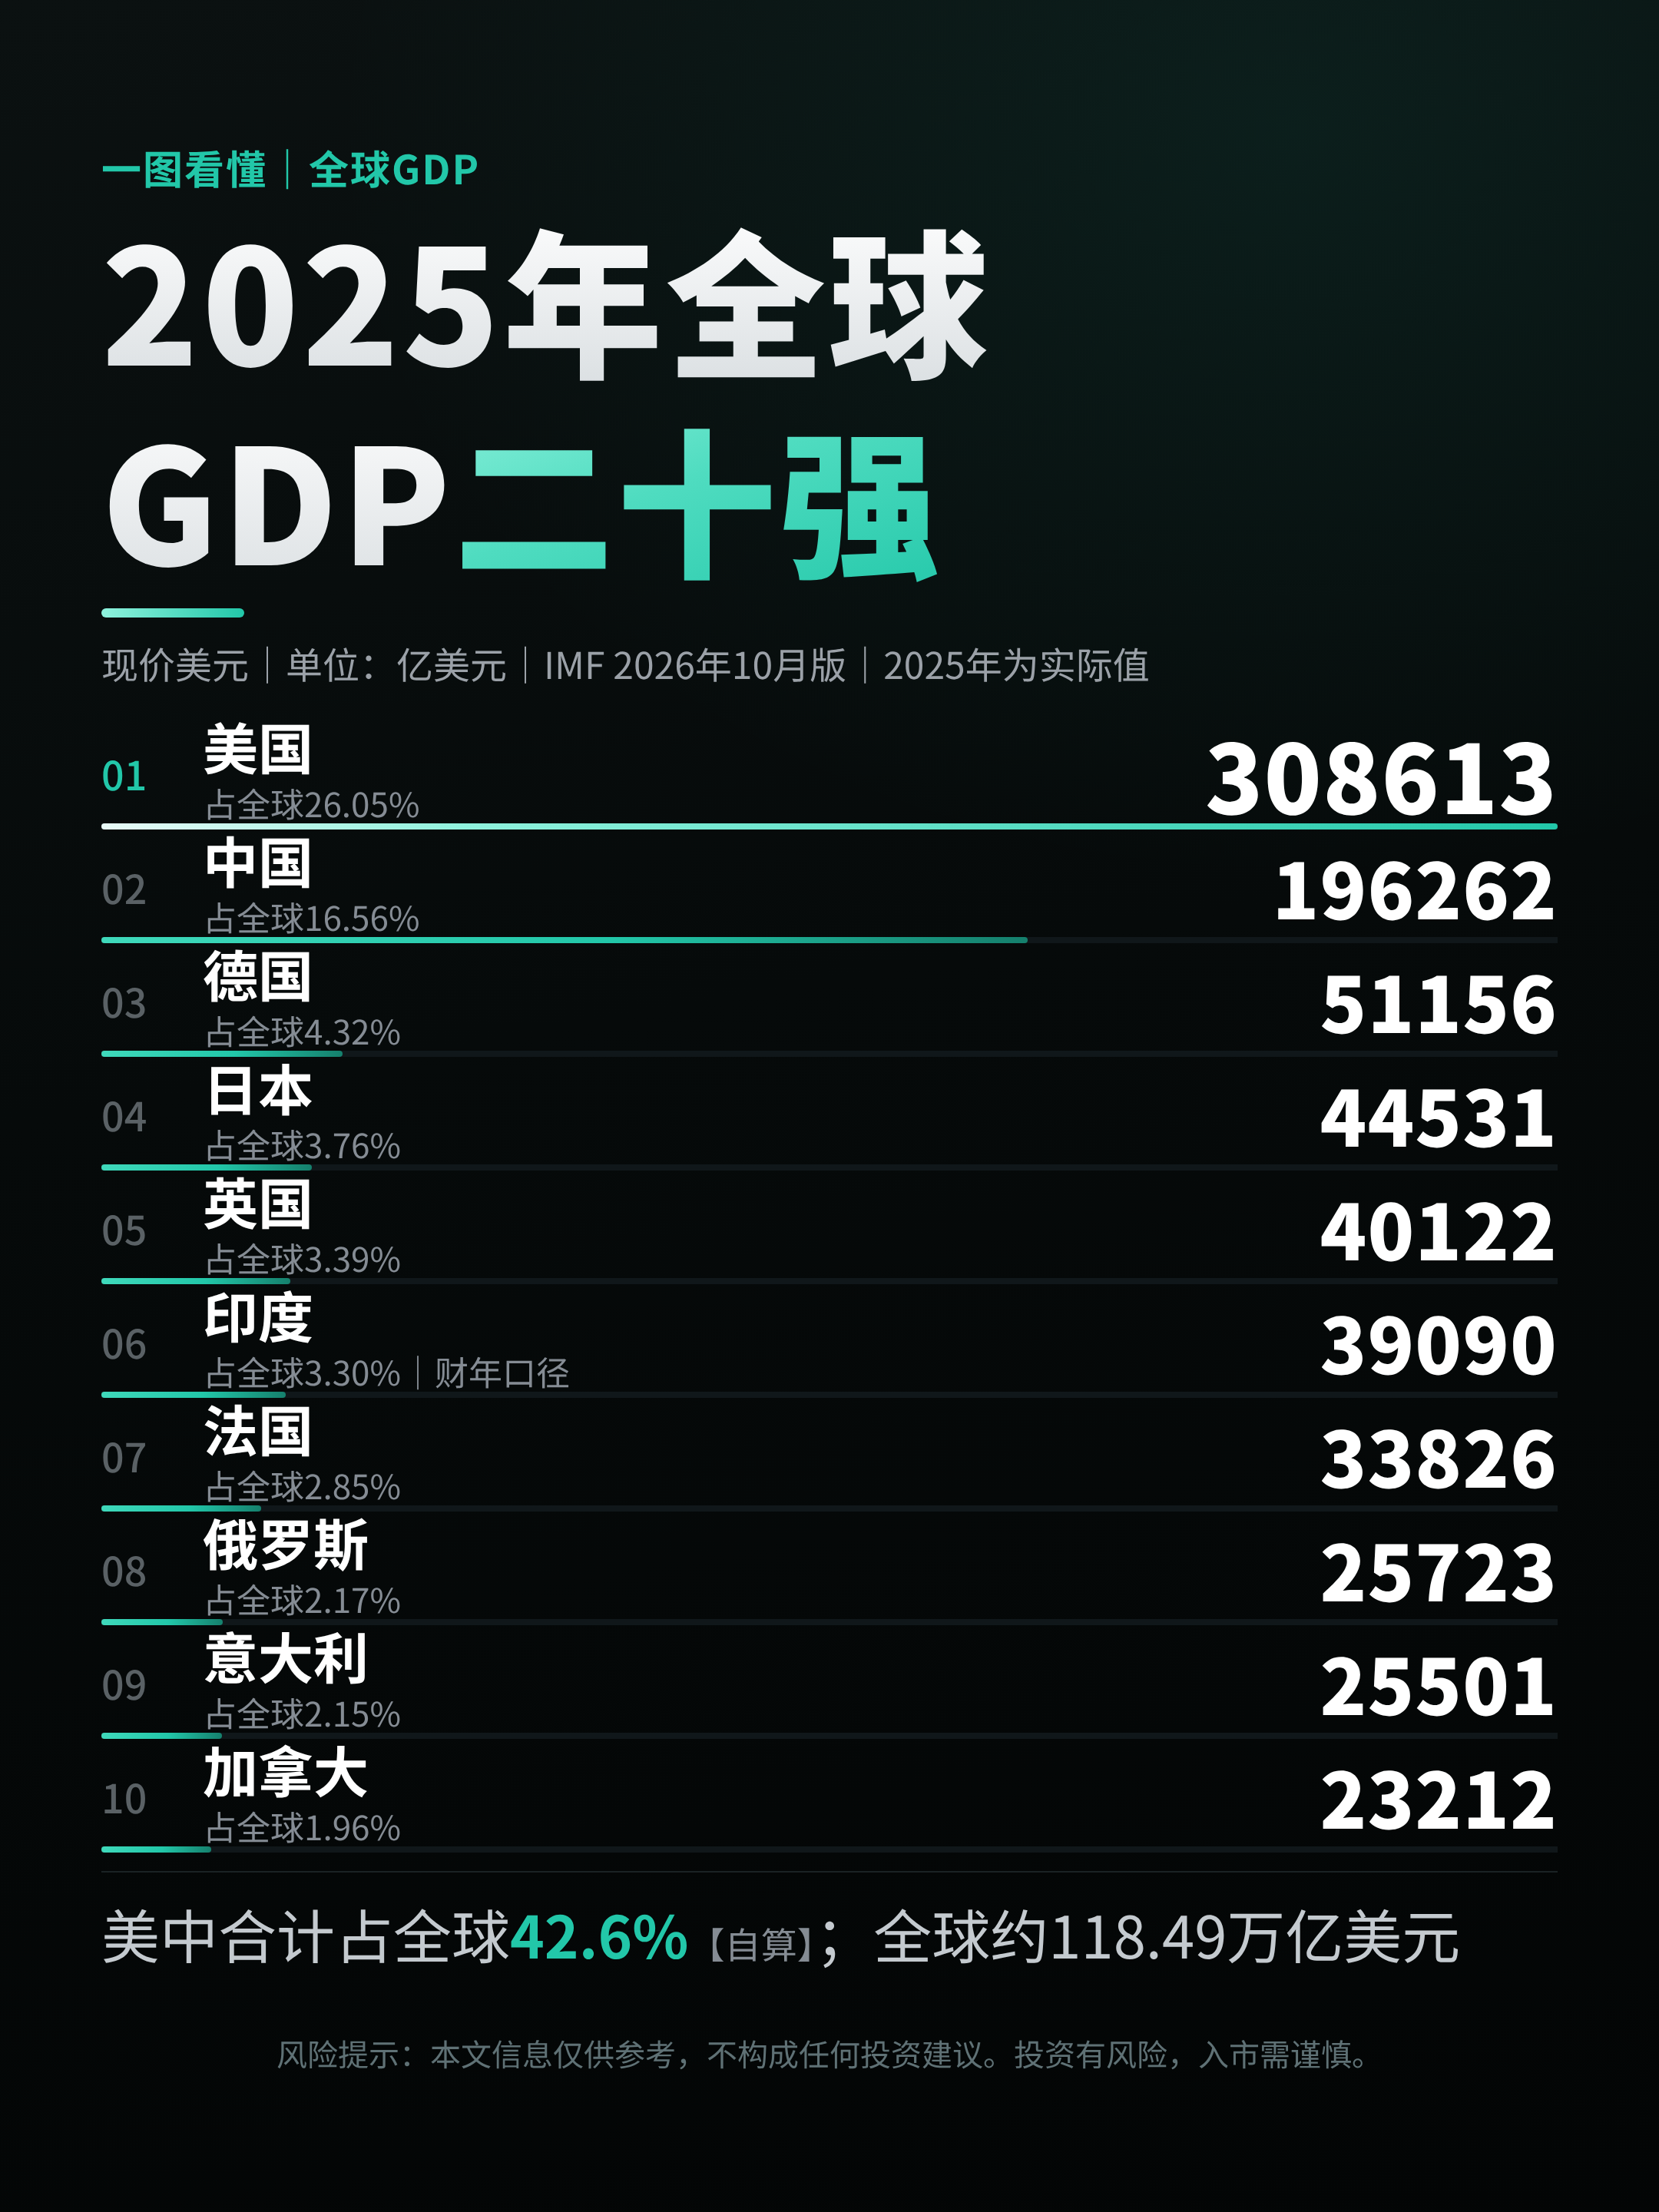 一图看懂｜全球GDP
2025年全球
GDP二十强
现价美元｜单位：亿美元｜IMF 2026年10月版｜2025年为实际值
01 美国 308613
占全球26.05%
02 中国 196262
占全球16.56%
03 德国 51156
占全球4.32%
04 日本 44531
占全球3.76%
05 英国 40122
占全球3.39%
06 印度 39090
占全球3.30%｜财年口径
07 法国 33826
占全球2.85%
08 俄罗斯 25723
占全球2.17%
09 意大利 25501
占全球2.15%
10 加拿大 23212
占全球1.96%
美中合计占全球42.6%【自算】；全球约118.49万亿美元
风险提示：本文信息仅供参考，不构成任何投资建议。投资有风险，入市需谨慎。